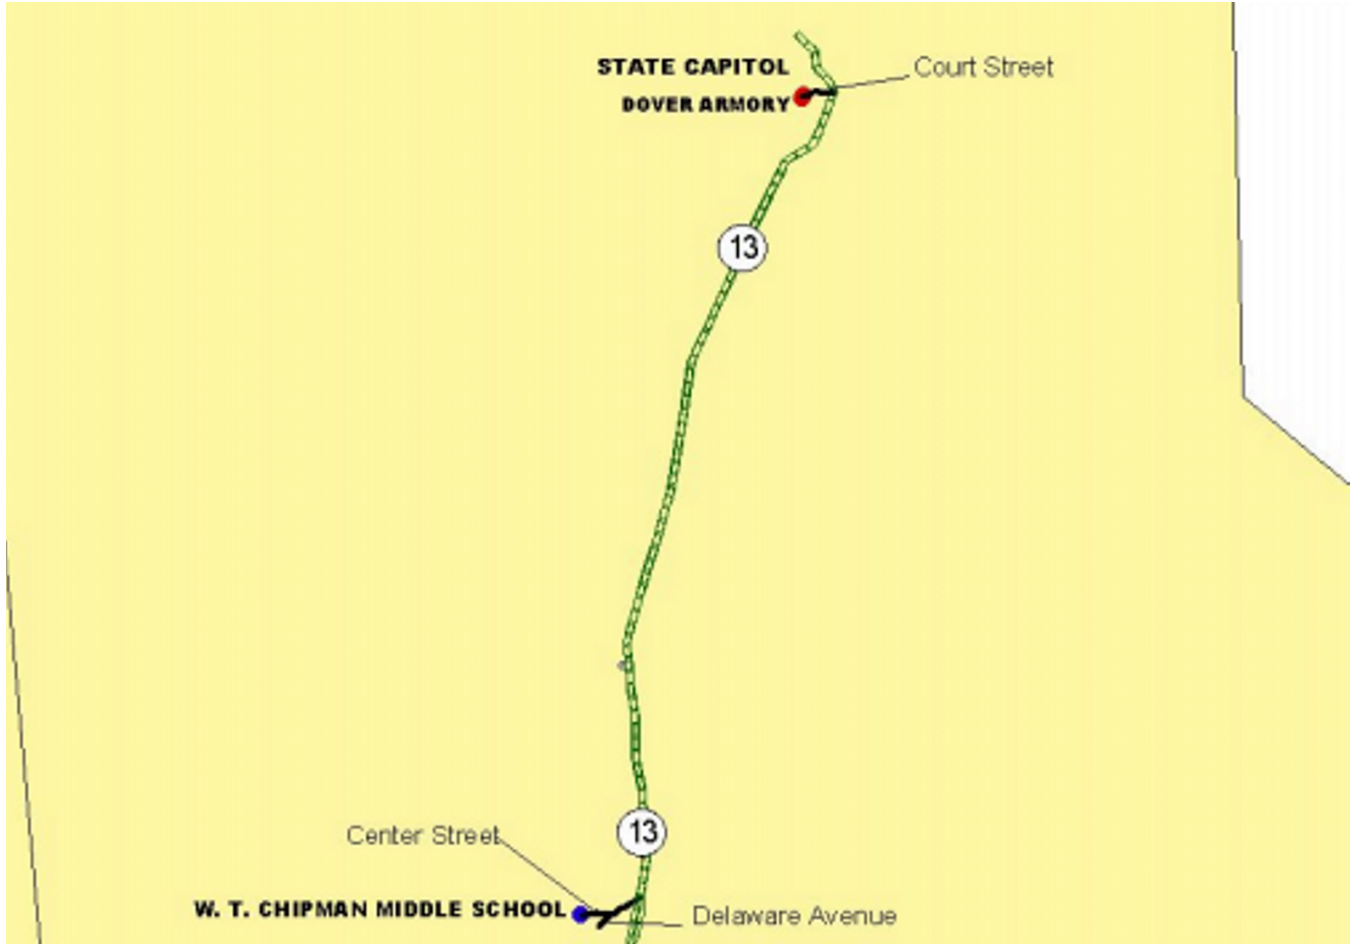 STATE CAPITOL
Court Street
DOVER ARMORY
13
13
Center Street
W. T. CHIPMAN MIDDLE SCHOOL
Delaware Avenue